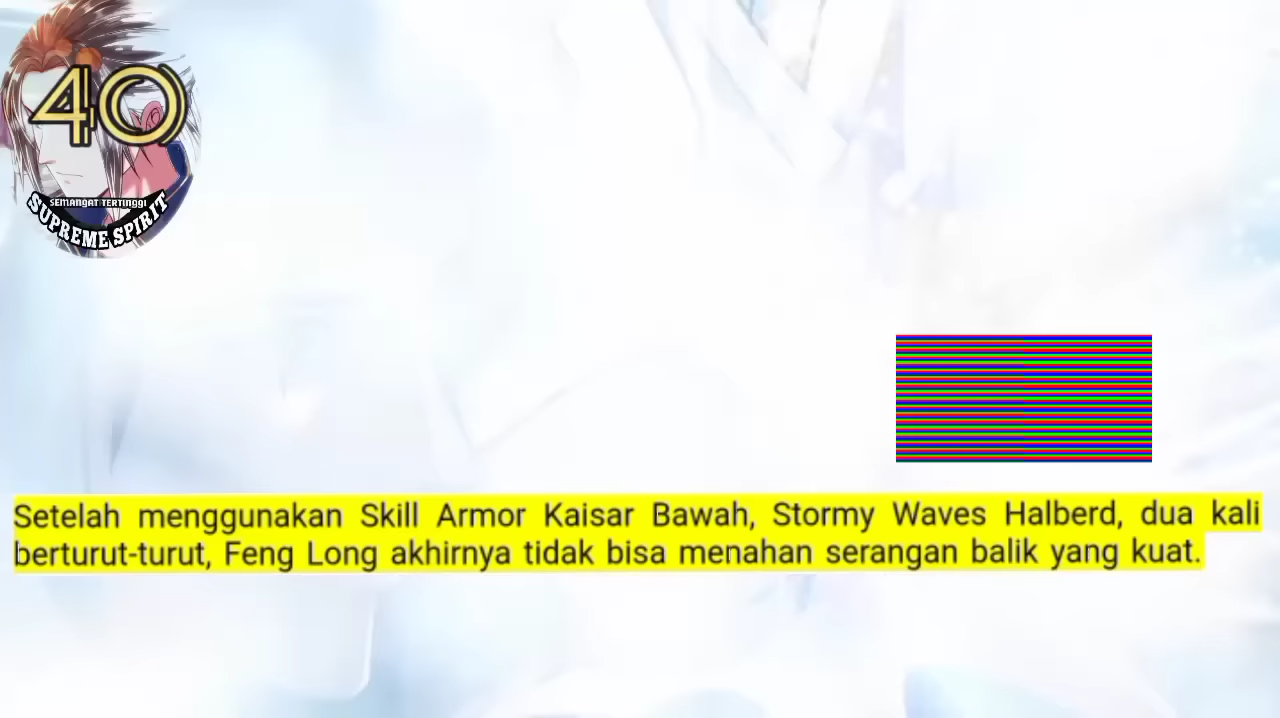 40
SEMANGAT TERTINGGI
SUPREME SPIRIT
Setelah menggunakan Skill Armor Kaisar Bawah, Stormy Waves Halberd, dua kali
berturut-turut, Feng Long akhirnya tidak bisa menahan serangan balik yang kuat.